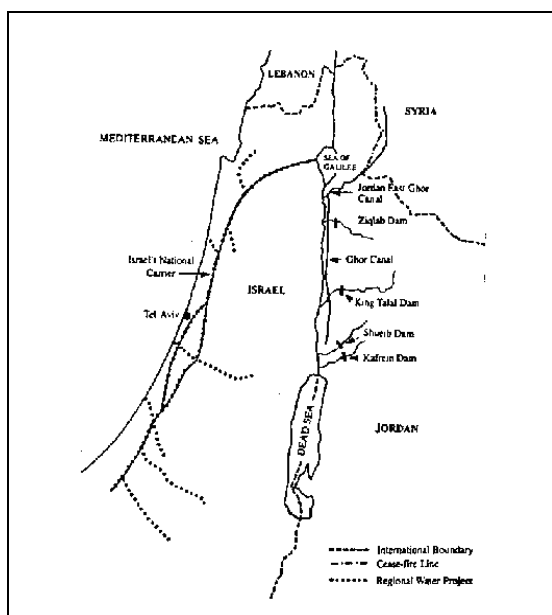 LEBANON
SYRIA
MEDITERRANEAN SEA
SEA OF
GALILEE
Jordan East Ghor
Canal
Ziqlab Dam
Israel's National
Carrier
Ghor Canal
ISRAEL
King Talal Dam
Tel Aviv
Shueib Dam
Kafrein Dam
DEAD SEA
JORDAN
International Boundary
Cease-fire Line
Regional Water Project